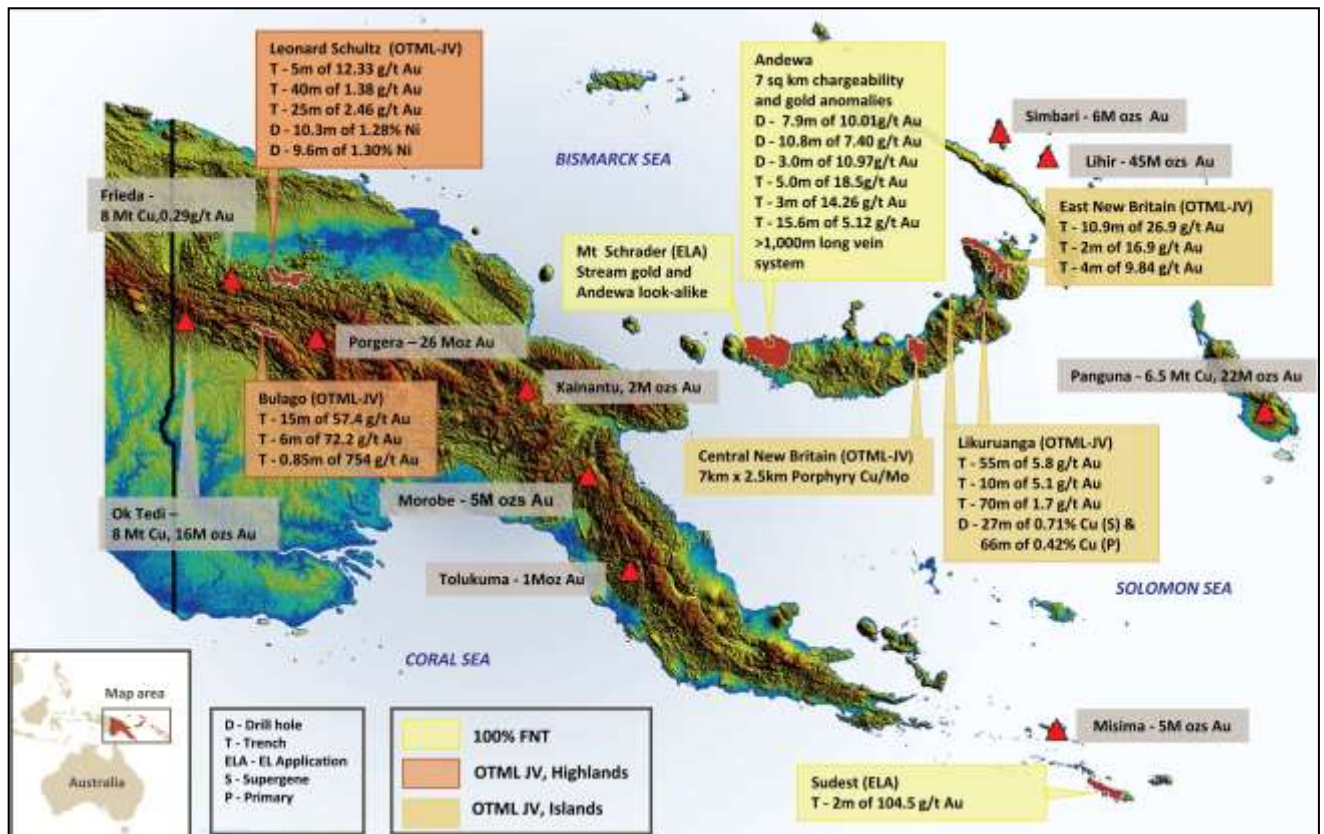 Leonard Schultz (OTML-JV)
T - 5m of 12.33 g/t Au
T - 40m of 1.38 g/t Au
T - 25m of 2.46 g/t Au
D - 10.3m of 1.28% Ni
D - 9.6m of 1.30% Ni
Andewa
7 sq km chargeability
and gold anomalies
D - 7.9m of 10.01g/t Au
D - 10.8m of 7.40 g/t Au
D - 3.0m of 10.97g/t Au
T - 5.0m of 18.5g/t Au
T - 3m of 14.26 g/t Au
T - 15.6m of 5.12 g/t Au
>1,000m long vein
system
Simbari - 6M ozs Au
Lihir - 45M ozs Au
BISMARCK SEA
Frieda -
8 Mt Cu,0.29g/t Au
East New Britain (OTML-JV)
T - 10.9m of 26.9 g/t Au
T - 2m of 16.9 g/t Au
T - 4m of 9.84 g/t Au
Mt Schrader (ELA)
Stream gold and
Andewa look-alike
Porgera – 26 Moz Au
Kainantu, 2M ozs Au
Panguna - 6.5 Mt Cu, 22M ozs Au
Bulago (OTML-JV)
T - 15m of 57.4 g/t Au
T - 6m of 72.2 g/t Au
T - 0.85m of 754 g/t Au
Central New Britain (OTML-JV)
7km x 2.5km Porphyry Cu/Mo
Likuruanga (OTML-JV)
T - 55m of 5.8 g/t Au
T - 10m of 5.1 g/t Au
T - 70m of 1.7 g/t Au
D - 27m of 0.71% Cu (S) &
66m of 0.42% Cu (P)
Ok Tedi –
8 Mt Cu, 16M ozs Au
Morobe - 5M ozs Au
Tolukuma - 1Moz Au
SOLOMON SEA
CORAL SEA
Map area
Australia
D - Drill hole
T - Trench
ELA - EL Application
S - Supergene
P - Primary
100% FNT
OTML JV, Highlands
OTML JV, Islands
Misima - 5M ozs Au
Sudest (ELA)
T - 2m of 104.5 g/t Au